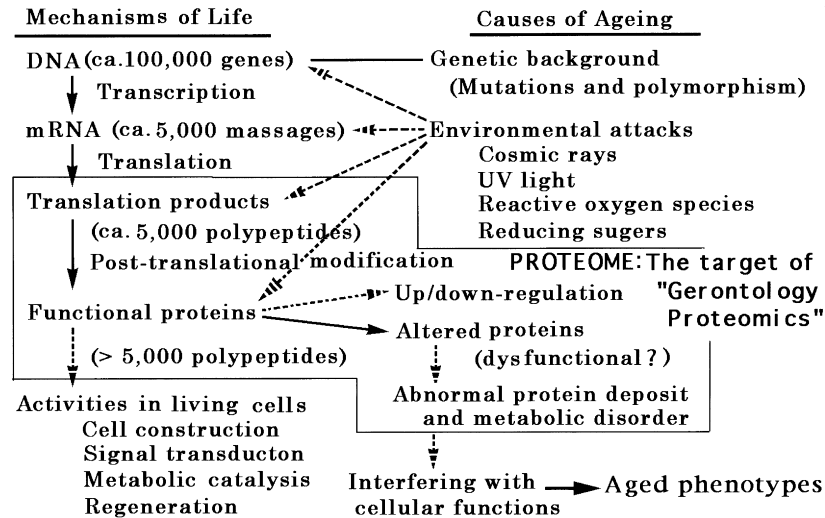 Mechanisms of Life
Causes of Ageing
DNA (ca.100,000 genes)
Genetic background
(Mutations and polymorphism)
Transcription
mRNA (ca. 5,000 massages)
Environmental attacks
Cosmic rays
UV light
Reactive oxygen species
Reducing sugers
Translation
Translation products
(ca. 5,000 polypeptides)
Post-translational modification
PROTEOME: The target of
"Gerontology
Proteomics"
Up/down-regulation
Functional proteins
Altered proteins
(dysfunctional?)
(> 5,000 polypeptides)
Abnormal protein deposit
and metabolic disorder
Activities in living cells
Cell construction
Signal transducton
Metabolic catalysis
Regeneration
Interfering with
cellular functions
Aged phenotypes